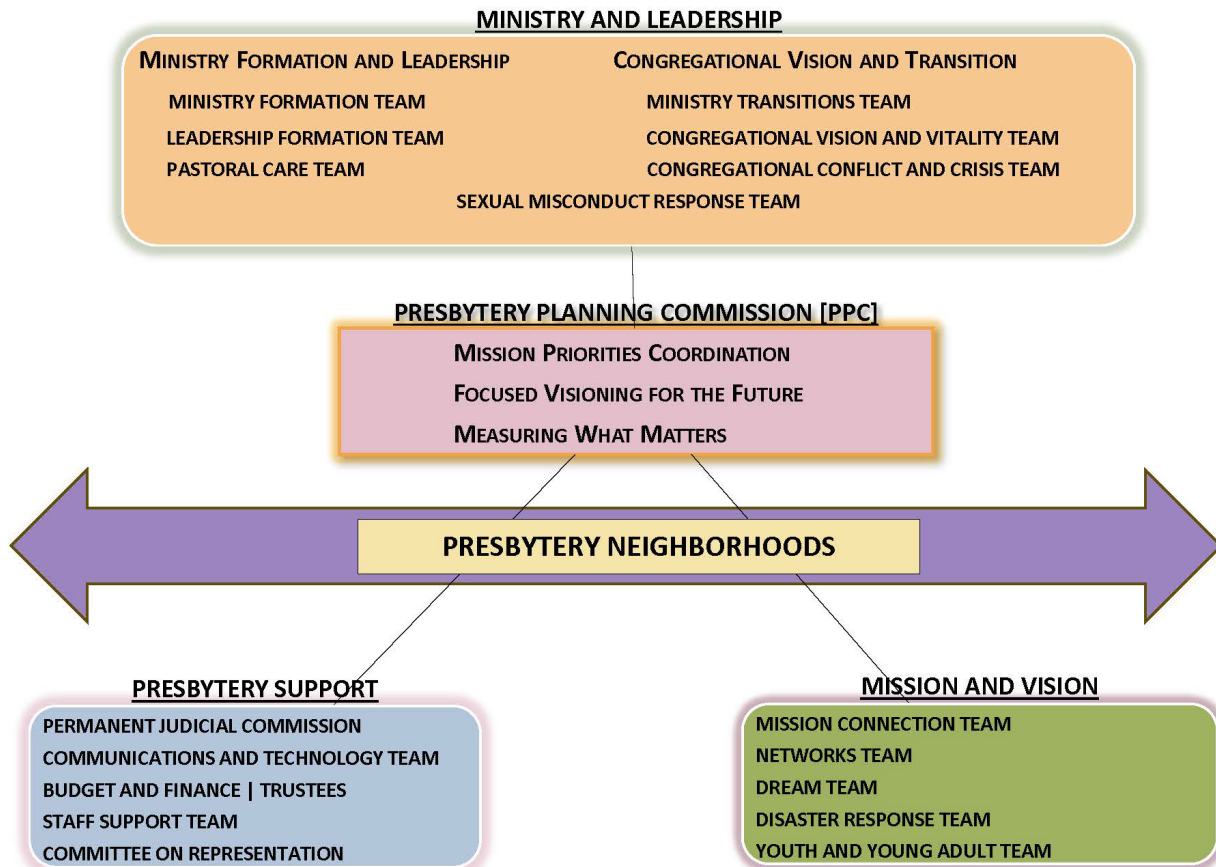 MINISTRY AND LEADERSHIP
MINISTRY FORMATION AND LEADERSHIP
MINISTRY FORMATION TEAM
LEADERSHIP FORMATION TEAM
PASTORAL CARE TEAM
CONGREGATIONAL VISION AND TRANSITION
MINISTRY TRANSITIONS TEAM
CONGREGATIONAL VISION AND VITALITY TEAM
CONGREGATIONAL CONFLICT AND CRISIS TEAM
SEXUAL MISCONDUCT RESPONSE TEAM
PRESBYTERY PLANNING COMMISSION [PPC]
MISSION PRIORITIES COORDINATION
FOCUSED VISIONING FOR THE FUTURE
MEASURING WHAT MATTERS
PRESBYTERY NEIGHBORHOODS
PRESBYTERY SUPPORT
PERMANENT JUDICIAL COMMISSION
COMMUNICATIONS AND TECHNOLOGY TEAM
BUDGET AND FINANCE | TRUSTEES
STAFF SUPPORT TEAM
COMMITTEE ON REPRESENTATION
MISSION AND VISION
MISSION CONNECTION TEAM
NETWORKS TEAM
DREAM TEAM
DISASTER RESPONSE TEAM
YOUTH AND YOUNG ADULT TEAM